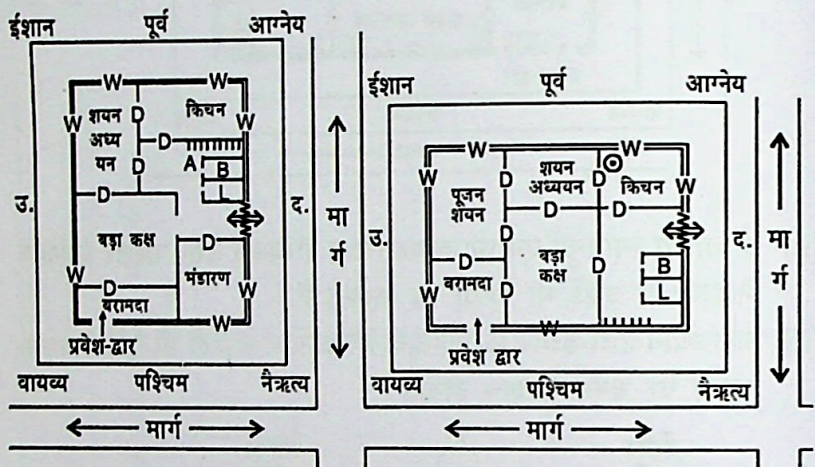 ईशान पूर्व आग्नेय
W W
W शयन D किचन W
अध्य
यन D D A B
D L
उ. द.
बड़ा कक्ष
D
भंडारण
W D W
बरामदा W
प्रवेश-द्वार
वायव्य पश्चिम नैऋत्य
मार्ग
मार्ग
ईशान पूर्व आग्नेय
W W
W पूजन शयन D शयन अध्ययन D किचन W
D D D
उ. द.
D बड़ा कक्ष B
W बरामदा D D L
W
प्रवेश द्वार
वायव्य पश्चिम नैऋत्य
मार्ग
मार्ग